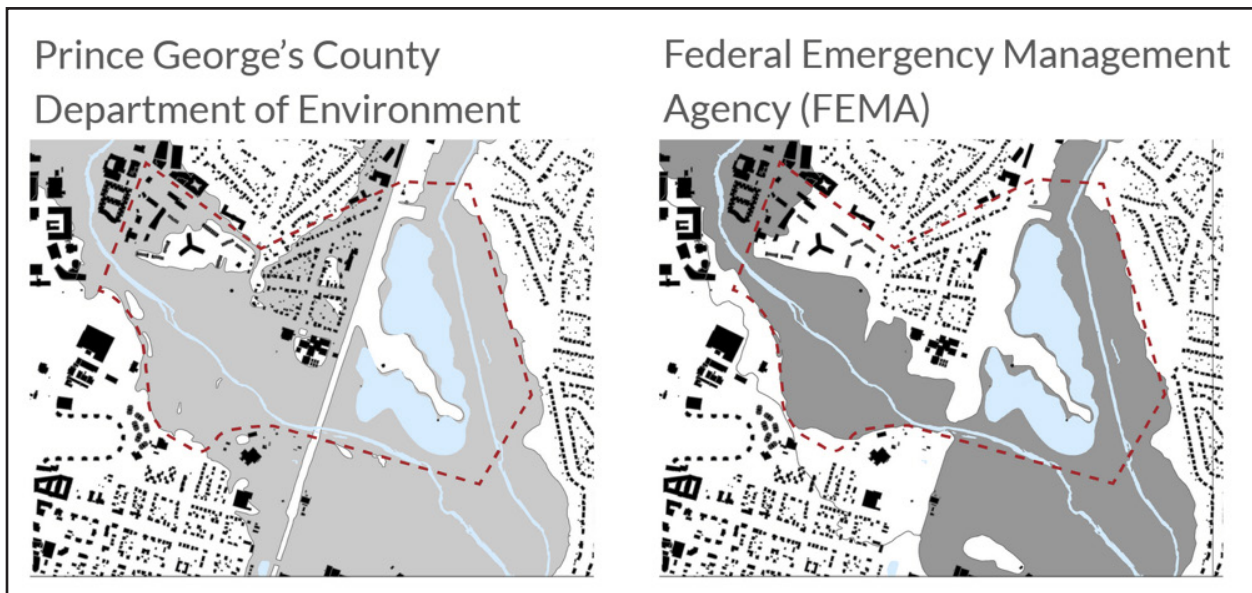 Prince George’s County
Department of Environment
Federal Emergency Management
Agency (FEMA)